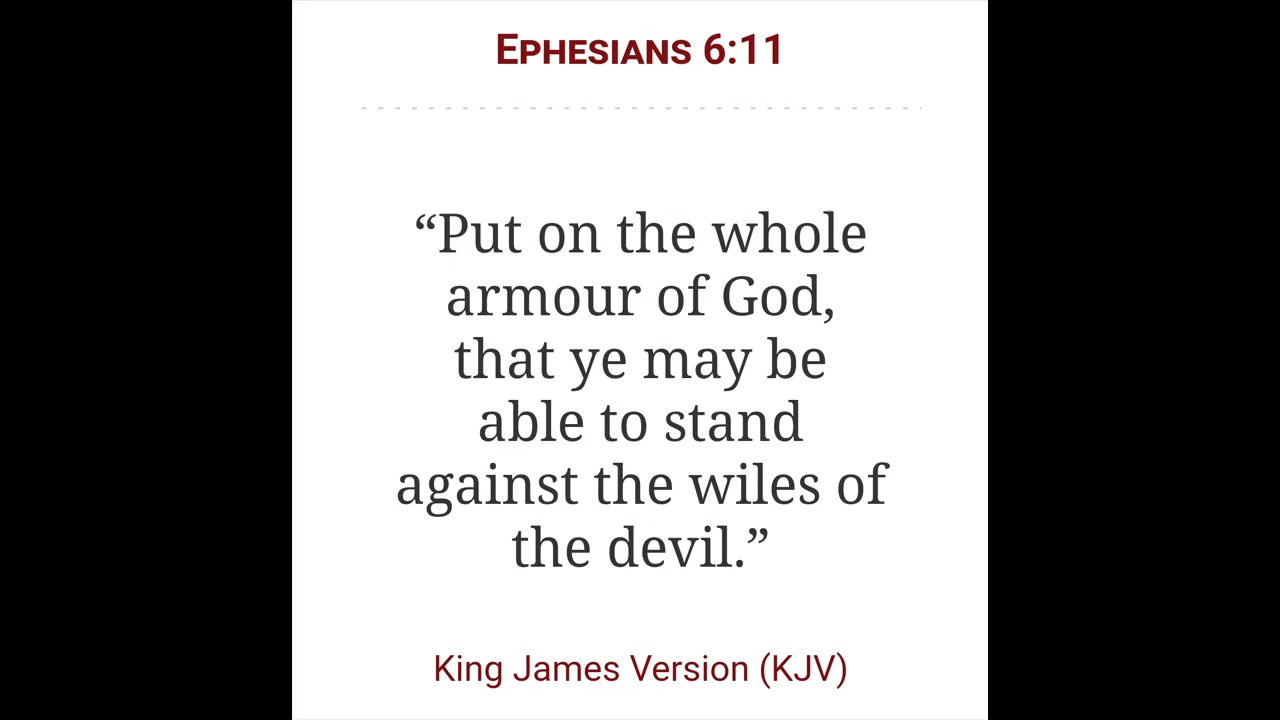 EPHESIANS 6:11
“Put on the whole
armour of God,
that ye may be
able to stand
against the wiles of
the devil.”
King James Version (KJV)